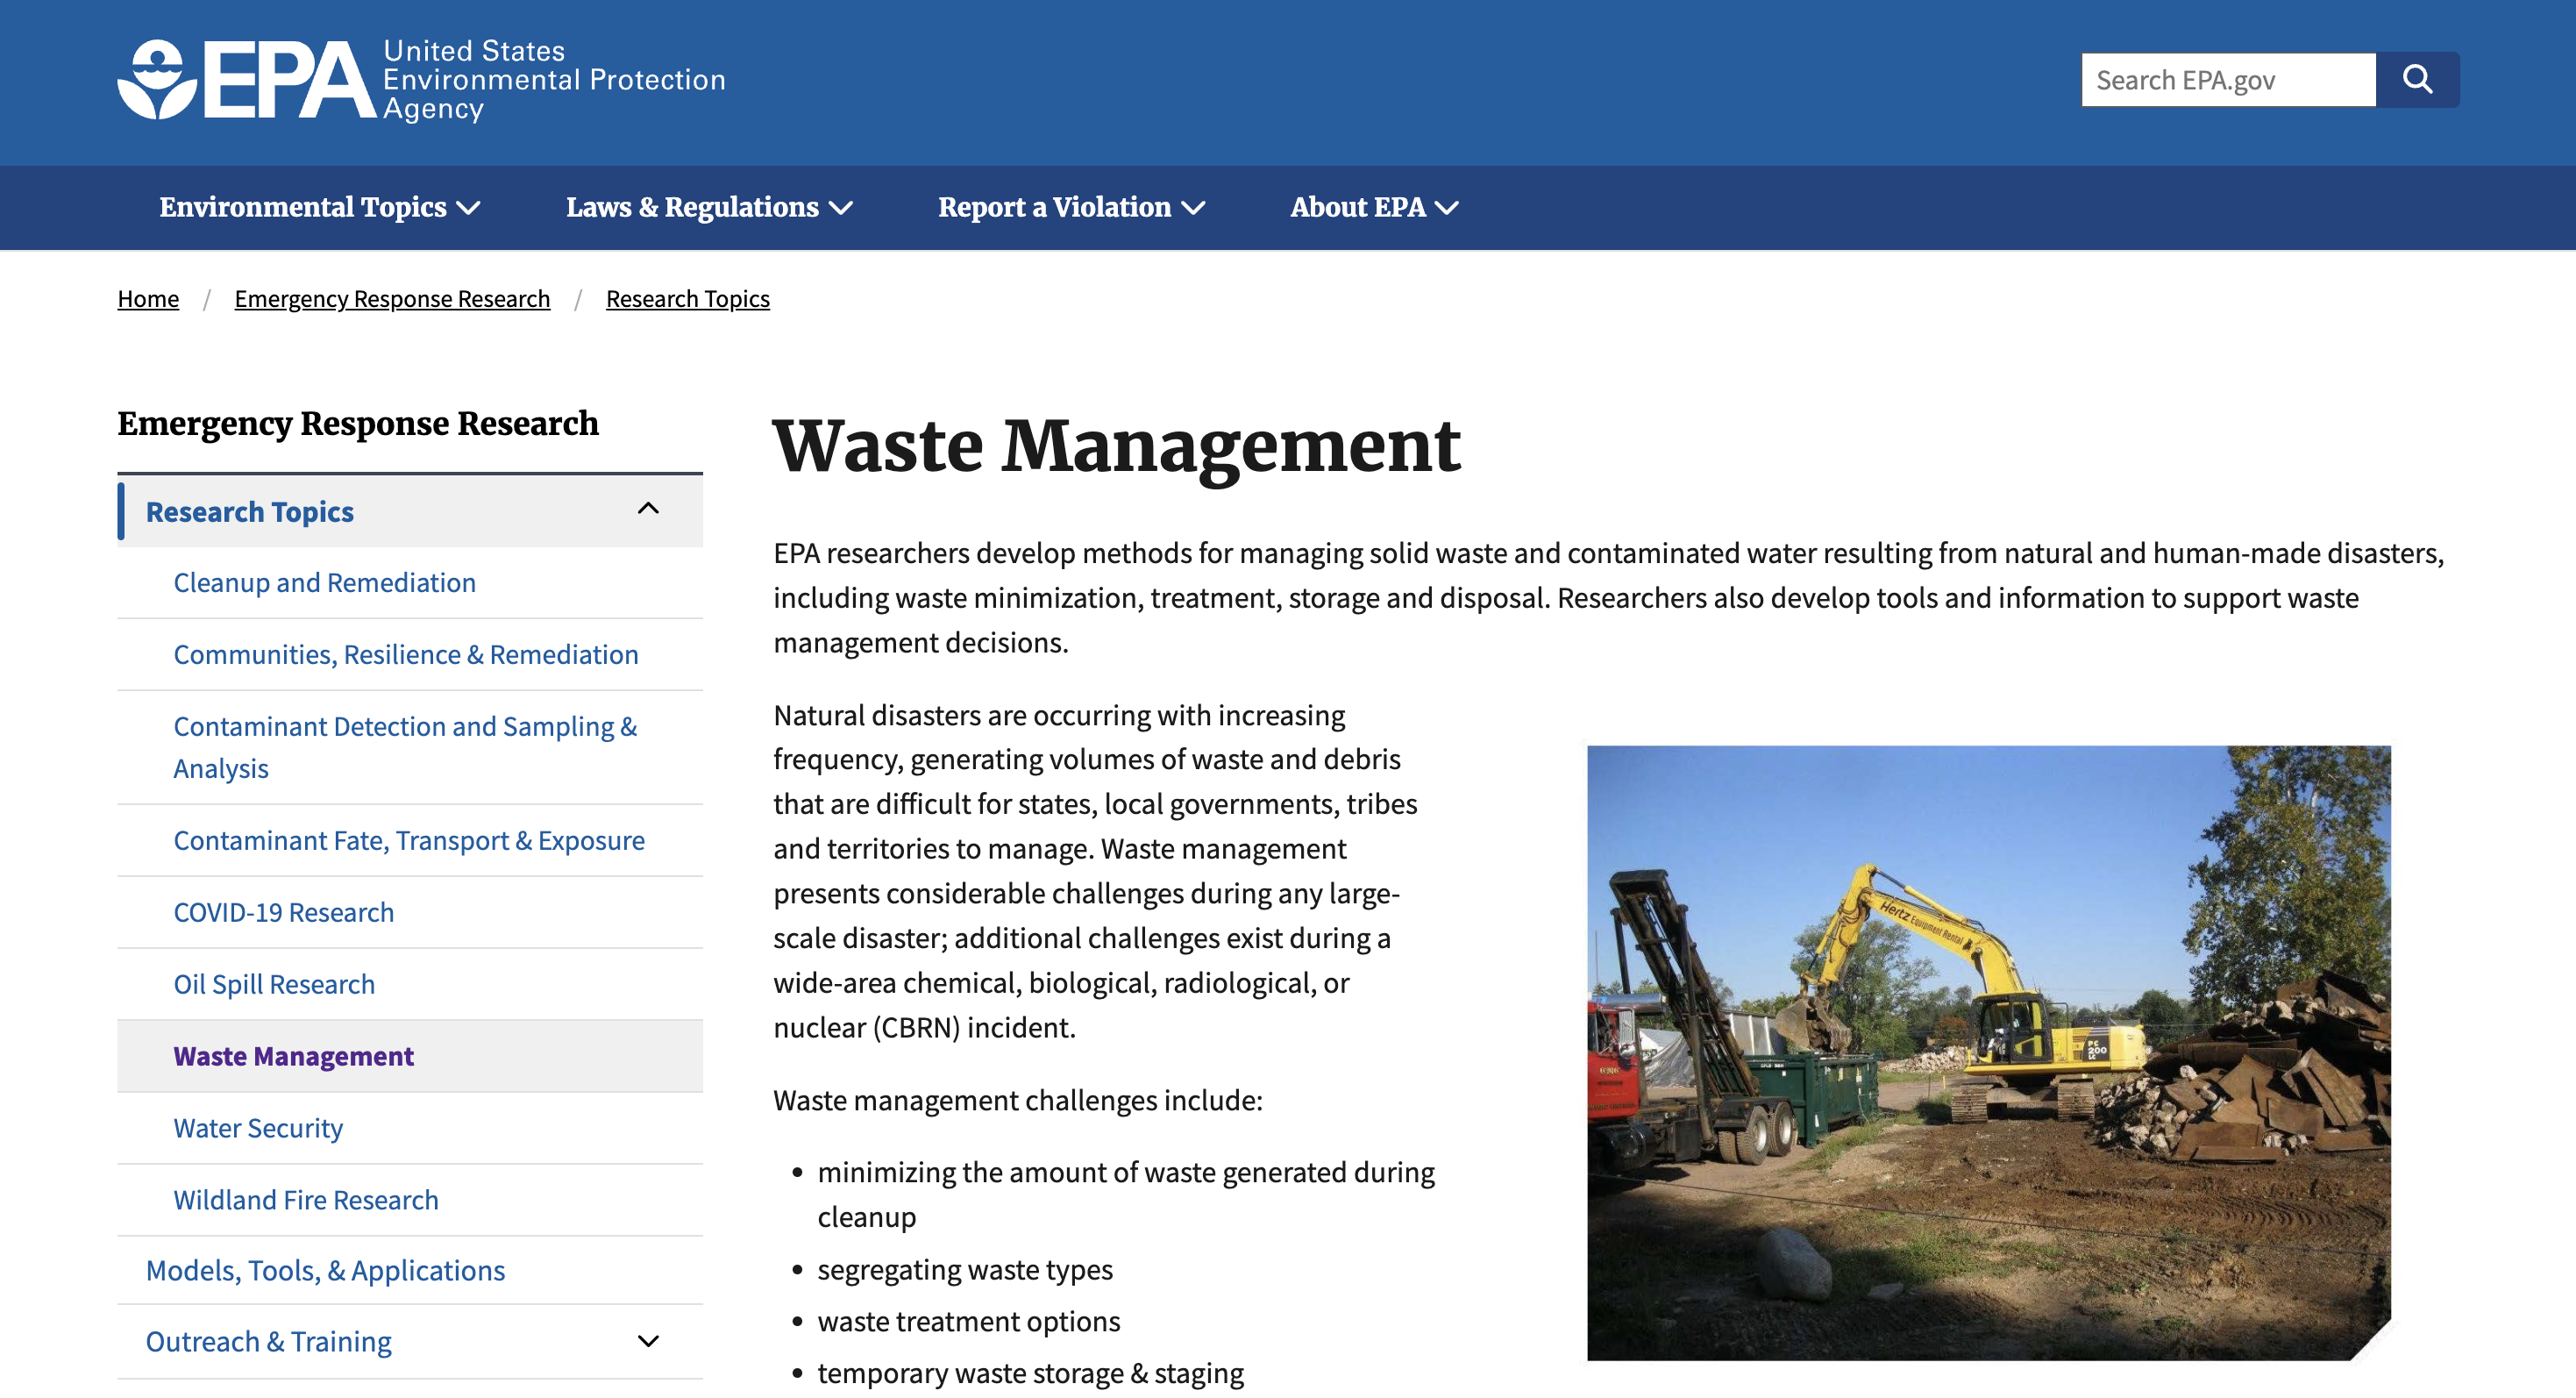 EPA
United States
Environmental Protection
Agency
Search EPA.gov
Environmental Topics
Laws & Regulations
Report a Violation
About EPA
Home / Emergency Response Research / Research Topics
Emergency Response Research
Research Topics
Cleanup and Remediation
Communities, Resilience & Remediation
Contaminant Detection and Sampling &
Analysis
Contaminant Fate, Transport & Exposure
COVID-19 Research
Oil Spill Research
Waste Management
Water Security
Wildland Fire Research
Models, Tools, & Applications
Outreach & Training
Waste Management
EPA researchers develop methods for managing solid waste and contaminated water resulting from natural and human-made disasters,
including waste minimization, treatment, storage and disposal. Researchers also develop tools and information to support waste
management decisions.
Natural disasters are occurring with increasing
frequency, generating volumes of waste and debris
that are difficult for states, local governments, tribes
and territories to manage. Waste management
presents considerable challenges during any large-
scale disaster; additional challenges exist during a
wide-area chemical, biological, radiological, or
nuclear (CBRN) incident.
Waste management challenges include:
• minimizing the amount of waste generated during
cleanup
• segregating waste types
• waste treatment options
• temporary waste storage & staging
Hertz Equipment Rental
PC
200
LC